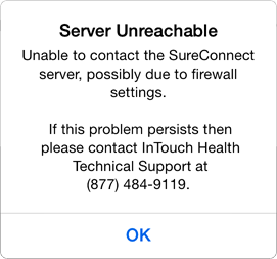 Server Unreachable
Unable to contact the SureConnect
server, possibly due to firewall
settings.
If this problem persists then
please contact InTouch Health
Technical Support at
(877) 484-9119.
OK